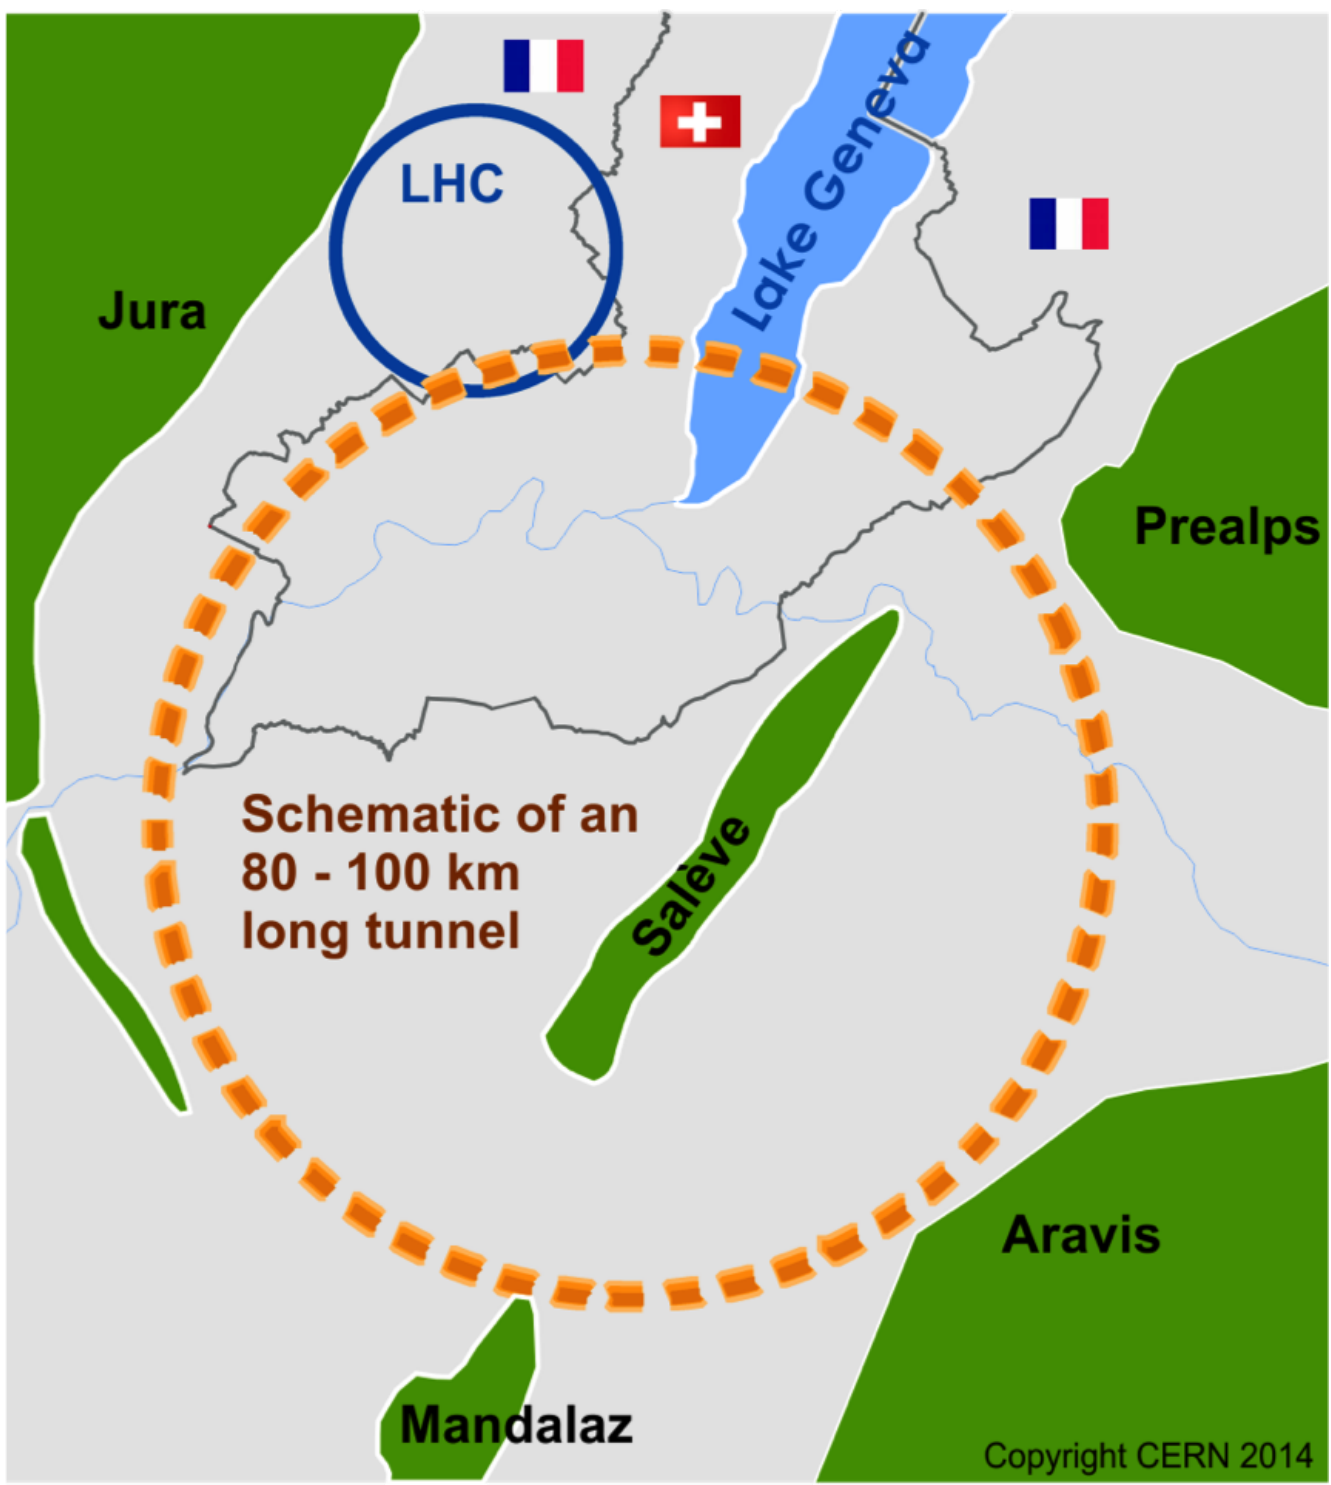 LHC
Lake Geneva
Jura
Prealps
Schematic of an
80 - 100 km
long tunnel
Salève
Aravis
Mandalaz
Copyright CERN 2014